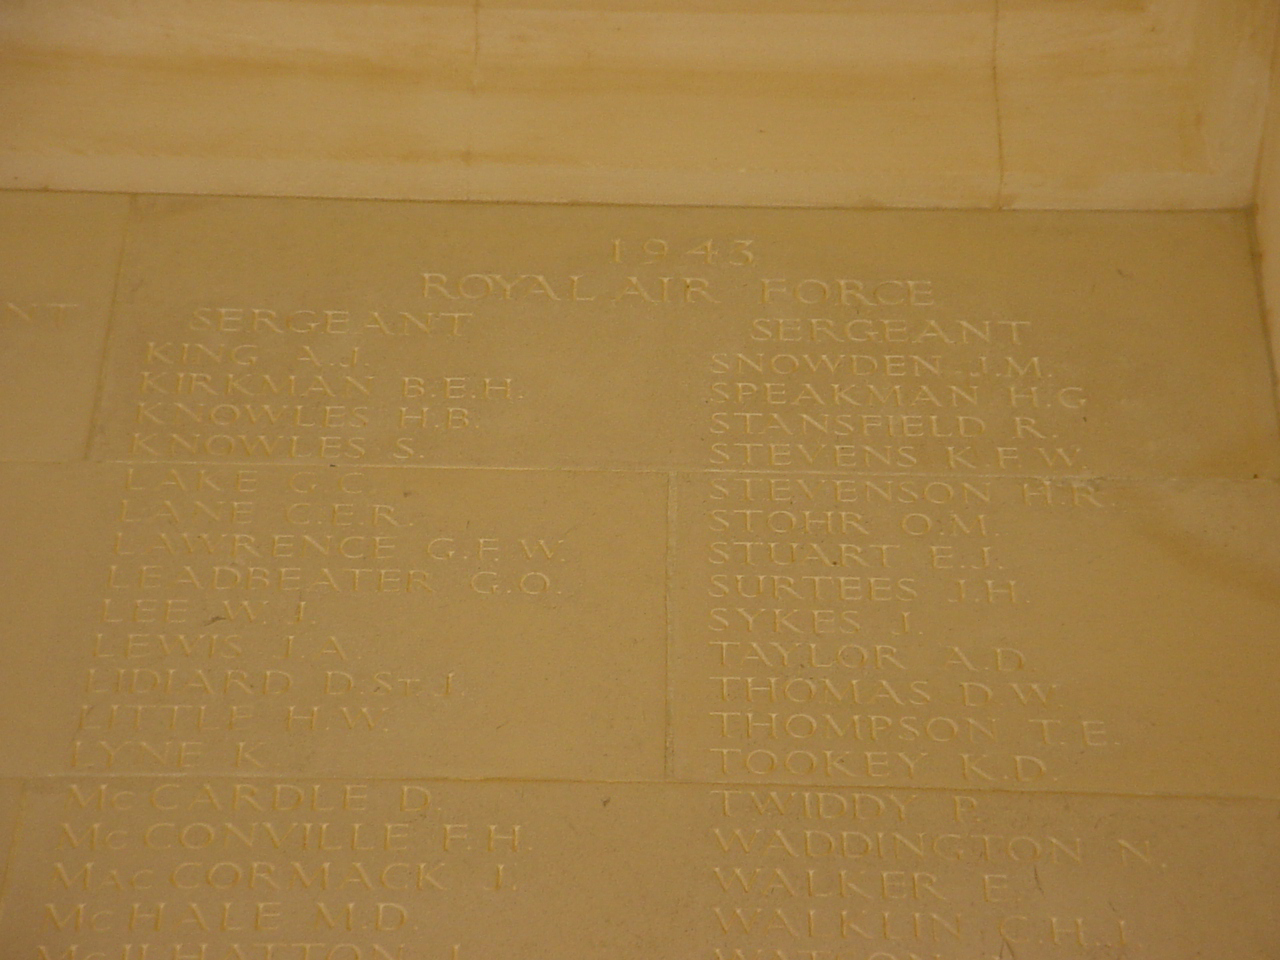 1943
ROYAL AIR FORCE
SERGEANT
KING A.J.
KIRKMAN B.E.H.
KNOWLES H.B.
KNOWLES S.
LAKE G.C.
LANE C.E.R.
LAWRENCE G.F.W.
LEADBEATER G.O.
LEE W.J.
LEWIS J.A.
LIDIARD D.ST J.
LITTLE H.W.
LYNE K.
McCARDLE D.
McCONVILLE F.H.
MacCORMACK J.
McHALE M.D.
McILHATTON J.
SERGEANT
SNOWDEN J.M.
SPEAKMAN H.G
STANSFIELD R.
STEVENS K.F.W.
STEVENSON H.R.
STOHR O.M.
STUART E.J.
SURTEES J.H.
SYKES J.
TAYLOR A.D.
THOMAS D.W.
THOMPSON T.E.
TOOKEY K.D.
TWIDDY P.
WADDINGTON N.
WALKER E.
WALKLIN C.H.J.